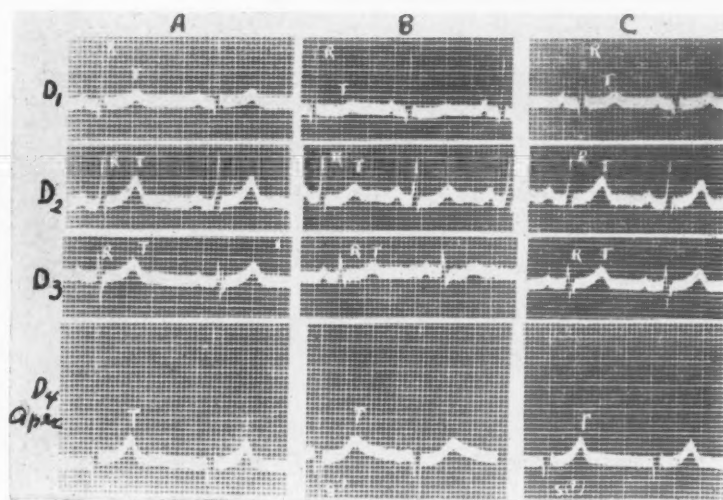 A B C
D1 R T R T R T
D2 R T R T R T
D3 R T R T R T
D4 T T T
apex